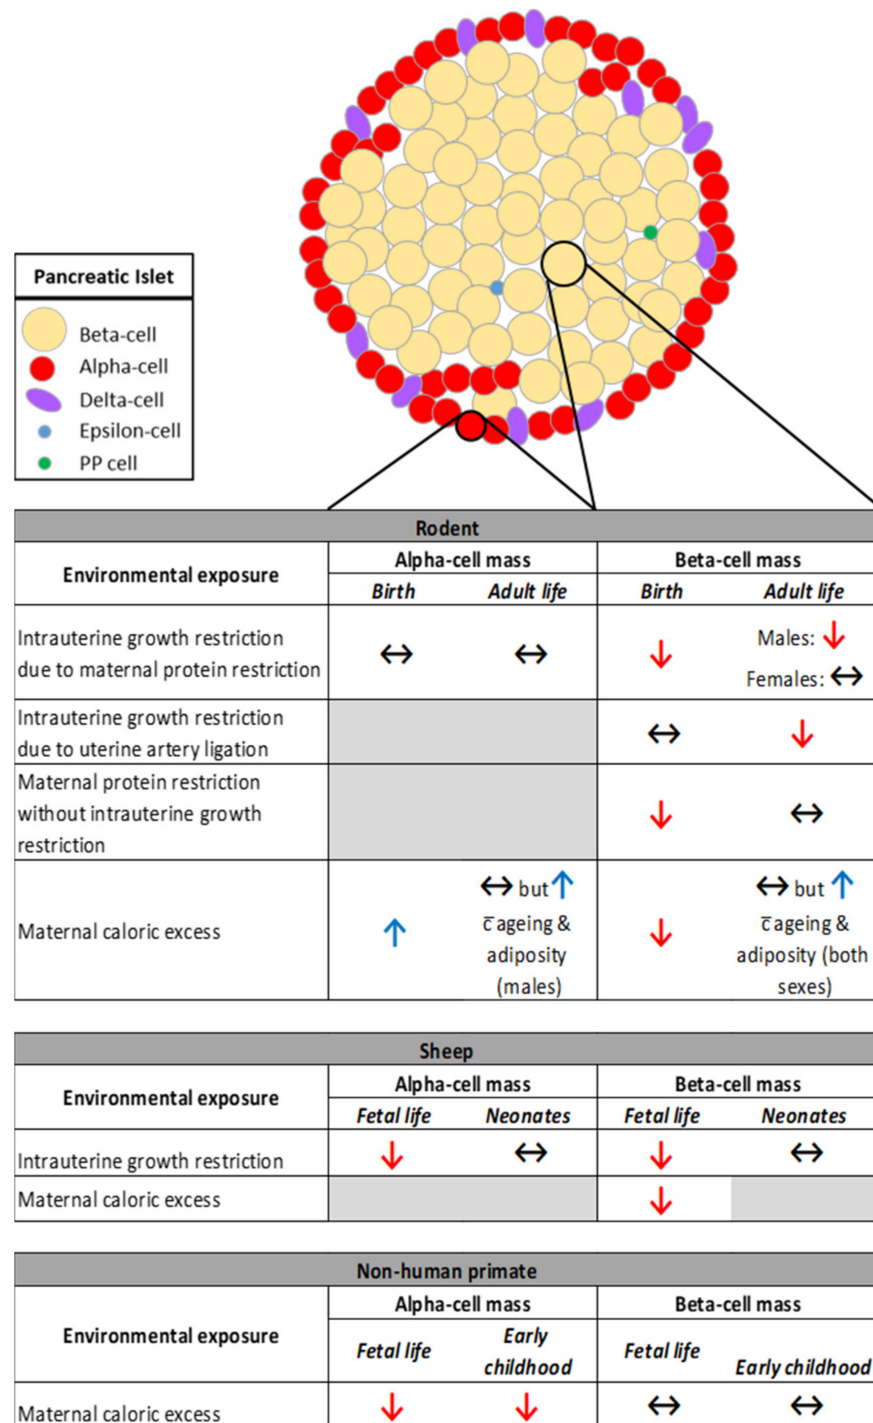 Pancreatic Islet
Beta-cell
Alpha-cell
Delta-cell
Epsilon-cell
PP cell
Rodent
Environmental exposure
Alpha-cell mass
Beta-cell mass
Birth
Adult life
Birth
Adult life
Intrauterine growth restriction
due to maternal protein restriction
↔
↔
↓
Males: ↓
Females: ↔
Intrauterine growth restriction
due to uterine artery ligation
↔
↓
Maternal protein restriction
without intrauterine growth
restriction
↓
↔
Maternal caloric excess
↑
↔ but ↑
c̅ ageing &
adiposity
(males)
↓
↔ but ↑
c̅ ageing &
adiposity (both
sexes)
Sheep
Environmental exposure
Alpha-cell mass
Beta-cell mass
Fetal life
Neonates
Fetal life
Neonates
Intrauterine growth restriction
↓
↔
↓
↔
Maternal caloric excess
↓
Non-human primate
Environmental exposure
Alpha-cell mass
Beta-cell mass
Fetal life
Early
childhood
Fetal life
Early childhood
Maternal caloric excess
↓
↓
↔
↔